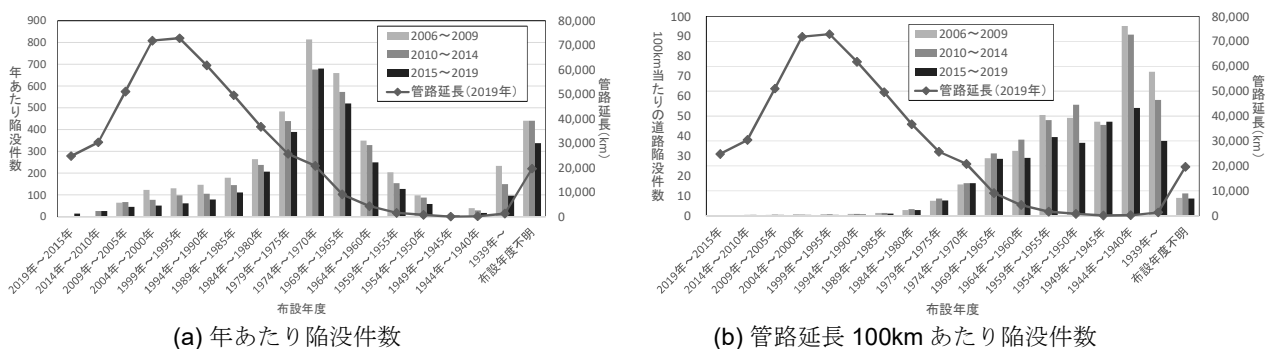 900
800
700
600
500
400
300
200
100
0
年あたり陥没件数
80,000
70,000
60,000
50,000
40,000
30,000
20,000
10,000
0
管路延長(km)
2006～2009
2010～2014
2015～2019
管路延長(2019年)
2019年～2015年
2014年～2010年
2009年～2005年
2004年～2000年
1999年～1995年
1994年～1990年
1989年～1985年
1984年～1980年
1979年～1975年
1974年～1970年
1969年～1965年
1964年～1960年
1959年～1955年
1954年～1950年
1949年～1945年
1944年～1940年
1939年～
布設年度不明
布設年度
(a) 年あたり陥没件数
100
90
80
70
60
50
40
30
20
10
0
100km当たりの道路陥没件数
80,000
70,000
60,000
50,000
40,000
30,000
20,000
10,000
0
管路延長(km)
2006～2009
2010～2014
2015～2019
管路延長(2019年)
2019年～2015年
2014年～2010年
2009年～2005年
2004年～2000年
1999年～1995年
1994年～1990年
1989年～1985年
1984年～1980年
1979年～1975年
1974年～1970年
1969年～1965年
1964年～1960年
1959年～1955年
1954年～1950年
1949年～1945年
1944年～1940年
1939年～
布設年度不明
布設年度
(b) 管路延長 100km あたり陥没件数